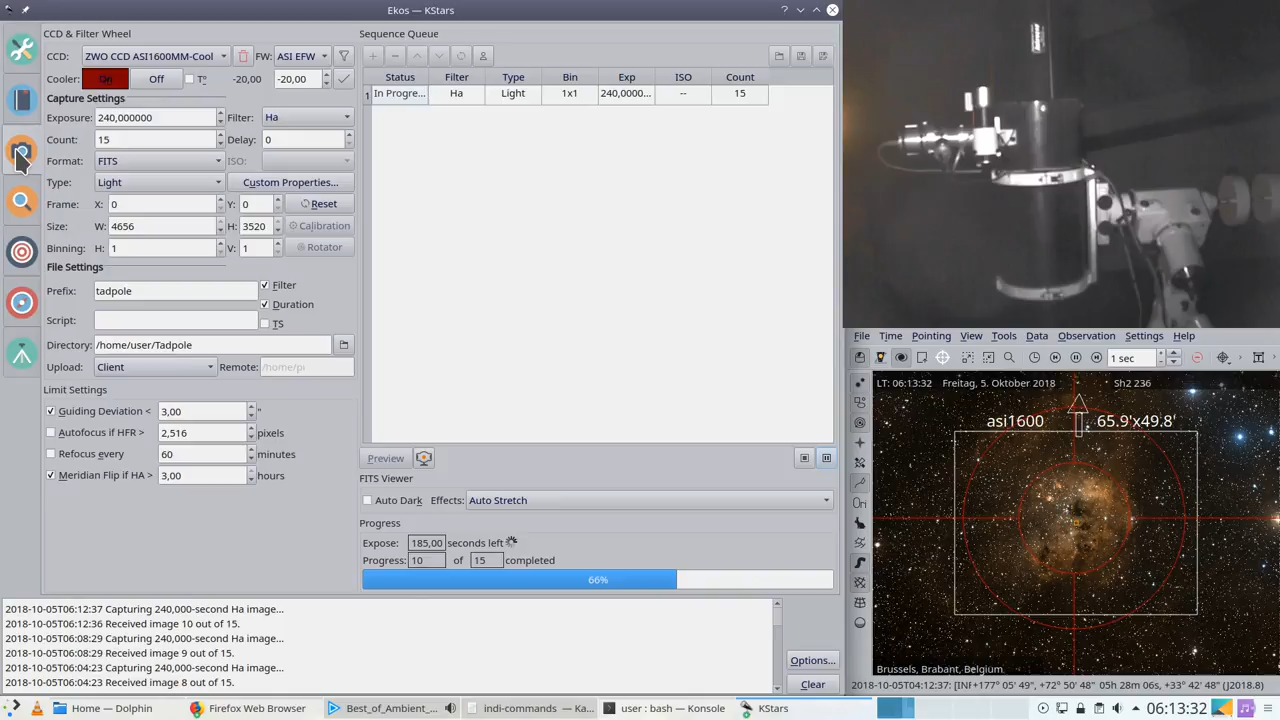 Ekos — KStars
CCD & Filter Wheel
CCD: ZWO CCD ASI1600MM-Cool FW: ASI EFW
Cooler: On Off T° -20,00 -20,00
Capture Settings
Exposure: 240,000000 Filter: Ha
Count: 15 Delay: 0
Format: FITS ISO:
Type: Light Custom Properties...
Frame: X: 0 Y: 0 Reset
Size: W: 4656 H: 3520 Calibration
Binning: H: 1 V: 1 Rotator
File Settings
Prefix: tadpole Filter
Duration
Script: TS
Directory: /home/user/Tadpole
Upload: Client Remote: /home/pi
Limit Settings
Guiding Deviation < 3,00 "
Autofocus if HFR > 2,516 pixels
Refocus every 60 minutes
Meridian Flip if HA > 3,00 hours
Sequence Queue
Status Filter Type Bin Exp ISO Count
1 In Progre... Ha Light 1x1 240,0000... -- 15
Preview
FITS Viewer
Auto Dark Effects: Auto Stretch
Progress
Expose: 185,00 seconds left
Progress: 10 of 15 completed
66%
2018-10-05T06:12:37 Capturing 240,000-second Ha image...
2018-10-05T06:12:36 Received image 10 out of 15.
2018-10-05T06:08:29 Capturing 240,000-second Ha image...
2018-10-05T06:08:29 Received image 9 out of 15.
2018-10-05T06:04:23 Capturing 240,000-second Ha image...
2018-10-05T06:04:23 Received image 8 out of 15.
Options...
Clear
File Time Pointing View Tools Data Observation Settings Help
1 sec
LT: 06:13:32 Freitag, 5. Oktober 2018 Sh2 236
asi1600 65.9'x49.8'
Brussels, Brabant, Belgium
+177° 05' 49", +72° 50' 48" 05h 28m 06s, +33° 42' 48" (J2018.8)
2018-10-05T04:12:37: [INF
Home — Dolphin Firefox Web Browser Best_of_Ambient_... indi-commands — Ka... user : bash — Konsole KStars 06:13:32